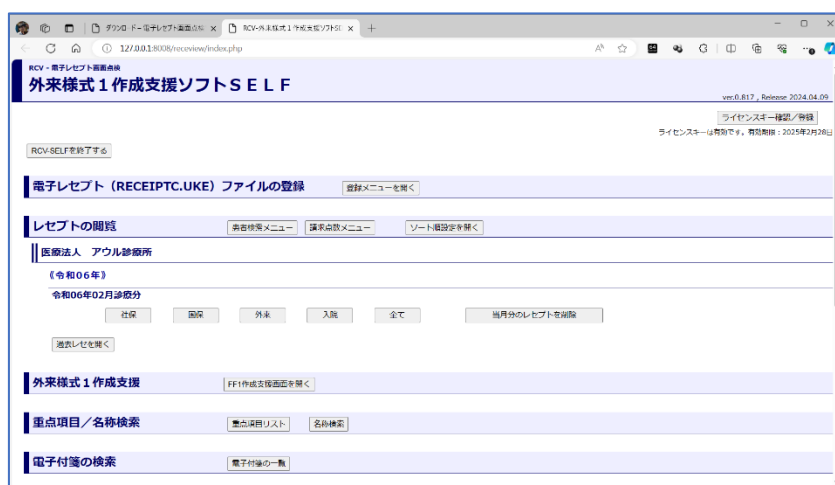 ダウンロード-電子レセプト画面点検
RCV-外来様式1作成支援ソフトSE
127.0.0.1:8008/receview/index.php
RCV - 電子レセプト画面点検
外来様式１作成支援ソフトＳＥＬＦ
ver.0.817 , Release 2024.04.09
ライセンスキー確認／登録
ライセンスキーは有効です。有効期限：2025年2月28日
RCV-SELFを終了する
電子レセプト（RECEIPTC.UKE）ファイルの登録 登録メニューを開く
レセプトの閲覧 患者検索メニュー 請求点数メニュー ソート順設定を開く
医療法人 アウル診療所
《令和06年》
令和06年02月診療分
社保 国保 外来 入院 全て 当月分のレセプトを削除
過去レセを開く
外来様式１作成支援 FF1作成支援画面を開く
重点項目／名称検索 重点項目リスト 名称検索
電子付箋の検索 電子付箋の一覧